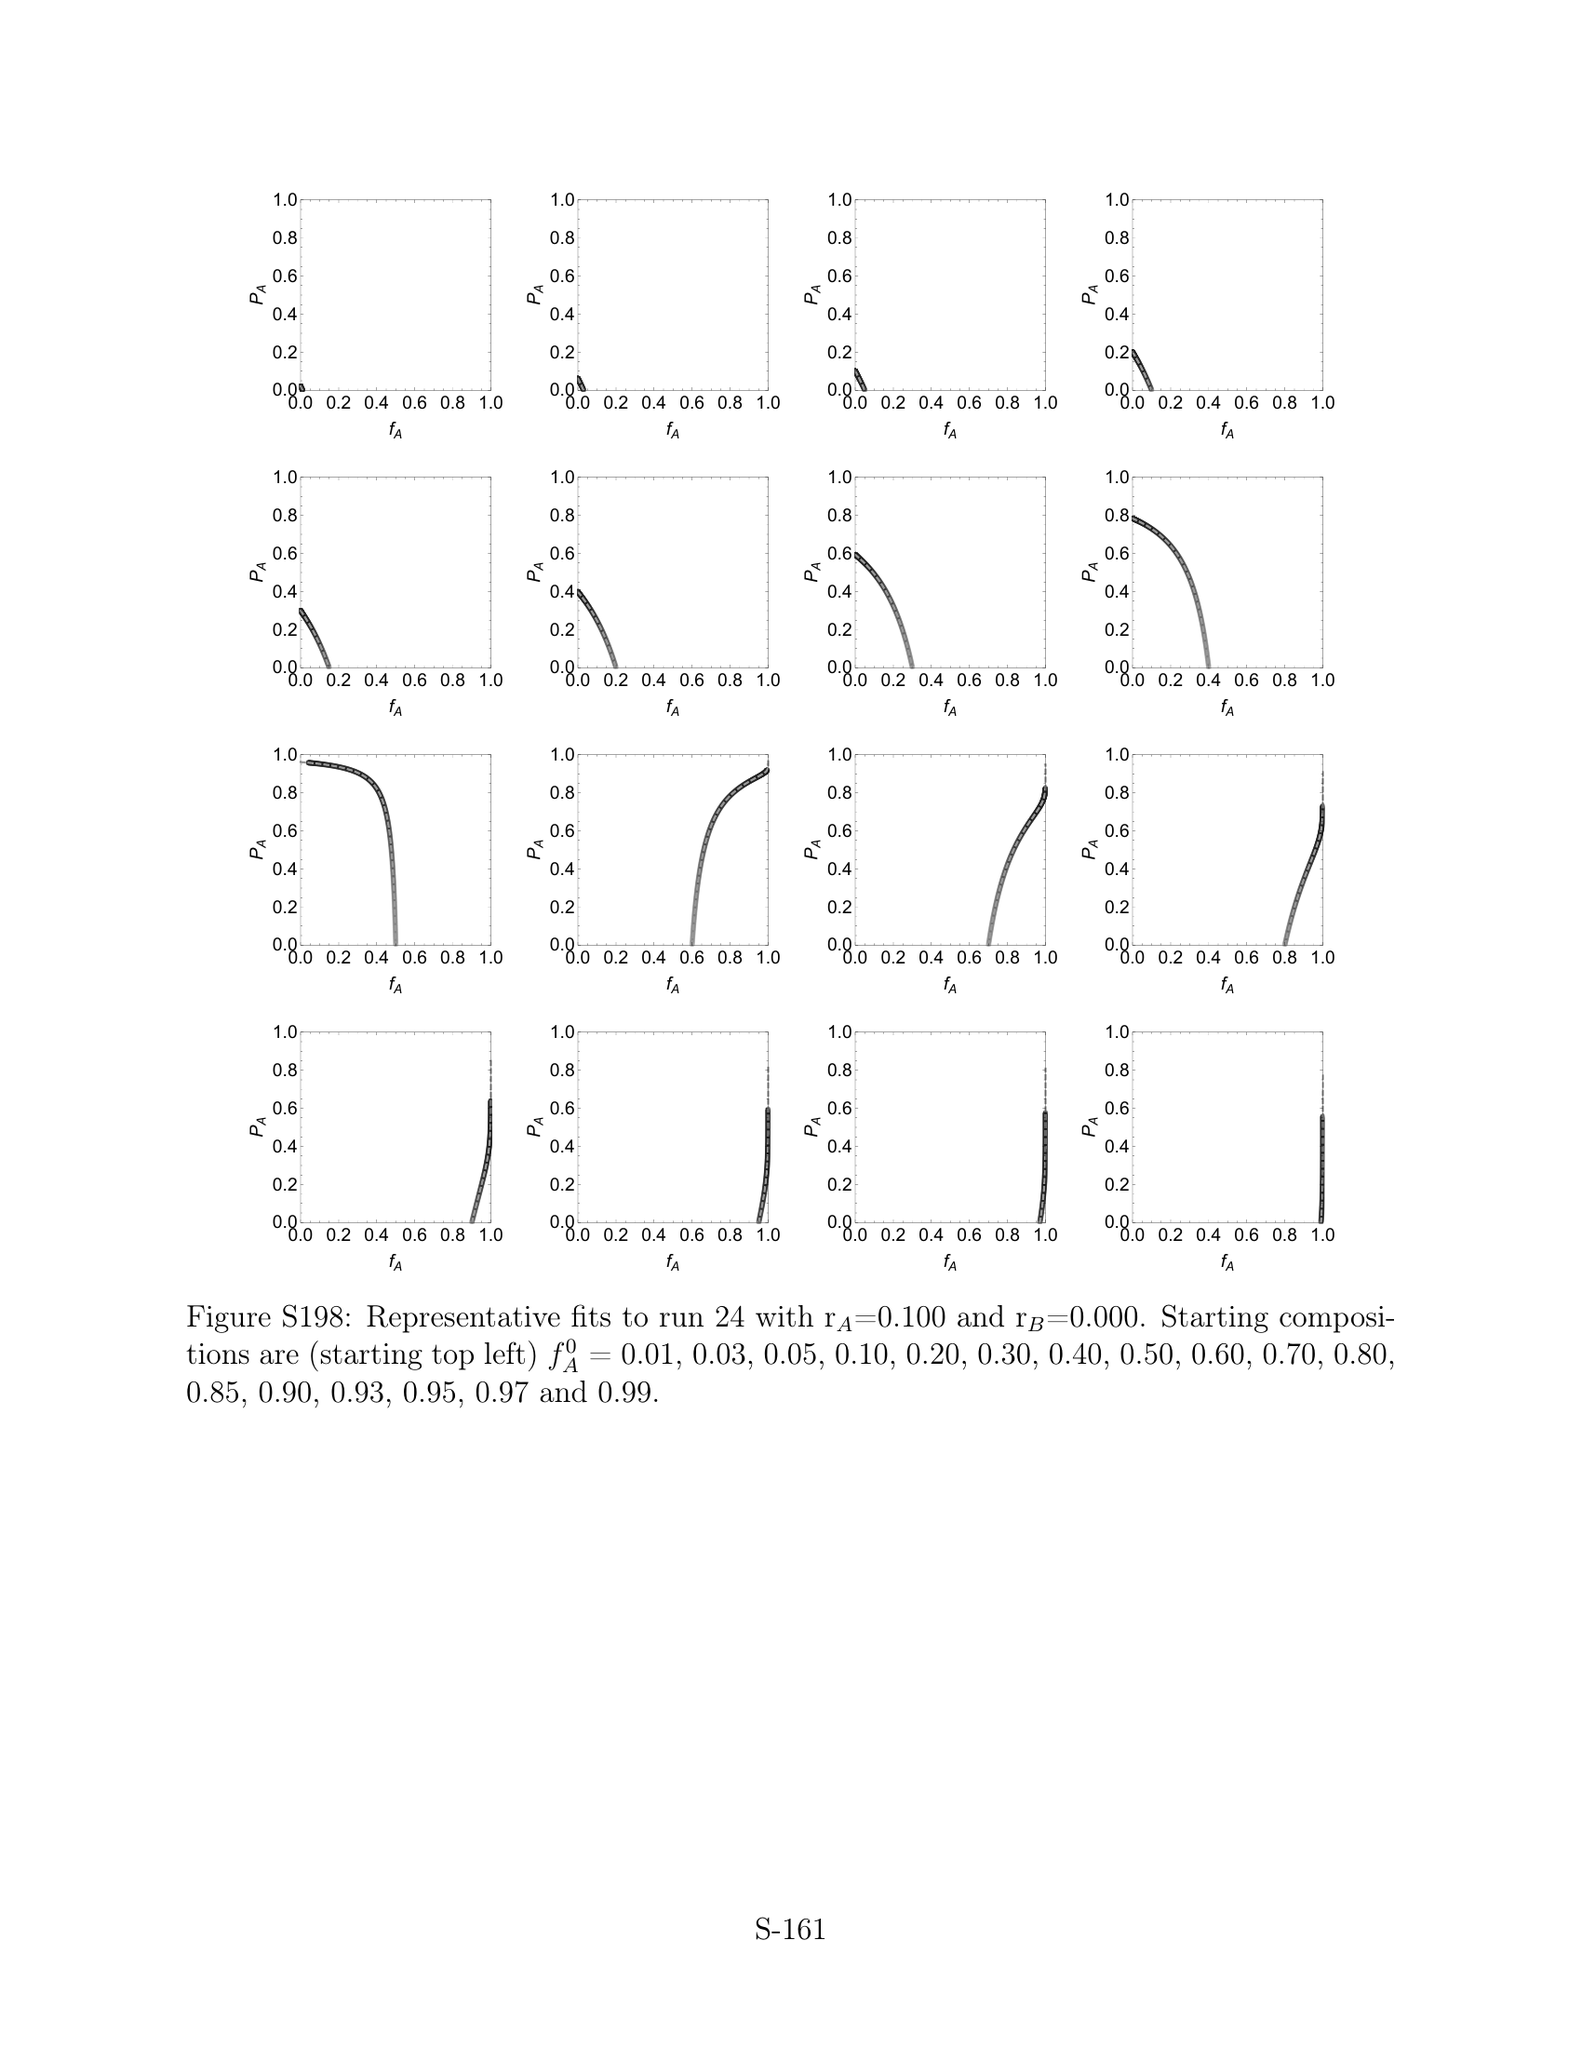 1.0 1.0 1.0 1.0
0.8 0.8 0.8 0.8
0.6 0.6 0.6 0.6
P_A P_A P_A P_A
0.4 0.4 0.4 0.4
0.2 0.2 0.2 0.2
0.0 0.0 0.0 0.0
0.0 0.2 0.4 0.6 0.8 1.0 0.0 0.2 0.4 0.6 0.8 1.0 0.0 0.2 0.4 0.6 0.8 1.0 0.0 0.2 0.4 0.6 0.8 1.0
f_A f_A f_A f_A
1.0 1.0 1.0 1.0
0.8 0.8 0.8 0.8
0.6 0.6 0.6 0.6
P_A P_A P_A P_A
0.4 0.4 0.4 0.4
0.2 0.2 0.2 0.2
0.0 0.0 0.0 0.0
0.0 0.2 0.4 0.6 0.8 1.0 0.0 0.2 0.4 0.6 0.8 1.0 0.0 0.2 0.4 0.6 0.8 1.0 0.0 0.2 0.4 0.6 0.8 1.0
f_A f_A f_A f_A
1.0 1.0 1.0 1.0
0.8 0.8 0.8 0.8
0.6 0.6 0.6 0.6
P_A P_A P_A P_A
0.4 0.4 0.4 0.4
0.2 0.2 0.2 0.2
0.0 0.0 0.0 0.0
0.0 0.2 0.4 0.6 0.8 1.0 0.0 0.2 0.4 0.6 0.8 1.0 0.0 0.2 0.4 0.6 0.8 1.0 0.0 0.2 0.4 0.6 0.8 1.0
f_A f_A f_A f_A
1.0 1.0 1.0 1.0
0.8 0.8 0.8 0.8
0.6 0.6 0.6 0.6
P_A P_A P_A P_A
0.4 0.4 0.4 0.4
0.2 0.2 0.2 0.2
0.0 0.0 0.0 0.0
0.0 0.2 0.4 0.6 0.8 1.0 0.0 0.2 0.4 0.6 0.8 1.0 0.0 0.2 0.4 0.6 0.8 1.0 0.0 0.2 0.4 0.6 0.8 1.0
f_A f_A f_A f_A
Figure S198: Representative fits to run 24 with r_A=0.100 and r_B=0.000. Starting composi-
tions are (starting top left) f_A^0 = 0.01, 0.03, 0.05, 0.10, 0.20, 0.30, 0.40, 0.50, 0.60, 0.70, 0.80,
0.85, 0.90, 0.93, 0.95, 0.97 and 0.99.
S-161